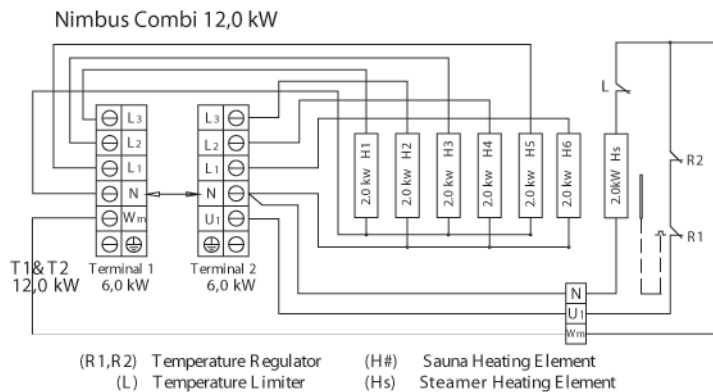 Nimbus Combi 12,0 kW
L3
L2
L1
N
Wm
L3
L2
L1
N
U1
2.0 kw H1
2.0 kw H2
2.0 kw H3
2.0 kw H4
2.0 kw H5
2.0 kw H6
2.0kW Hs
L
R2
R1
T1&T2
12,0 kW
Terminal 1
6,0 kW
Terminal 2
6,0 kW
N
U1
Wm
(R1,R2) Temperature Regulator (H#) Sauna Heating Element
(L) Temperature Limiter (Hs) Steamer Heating Element